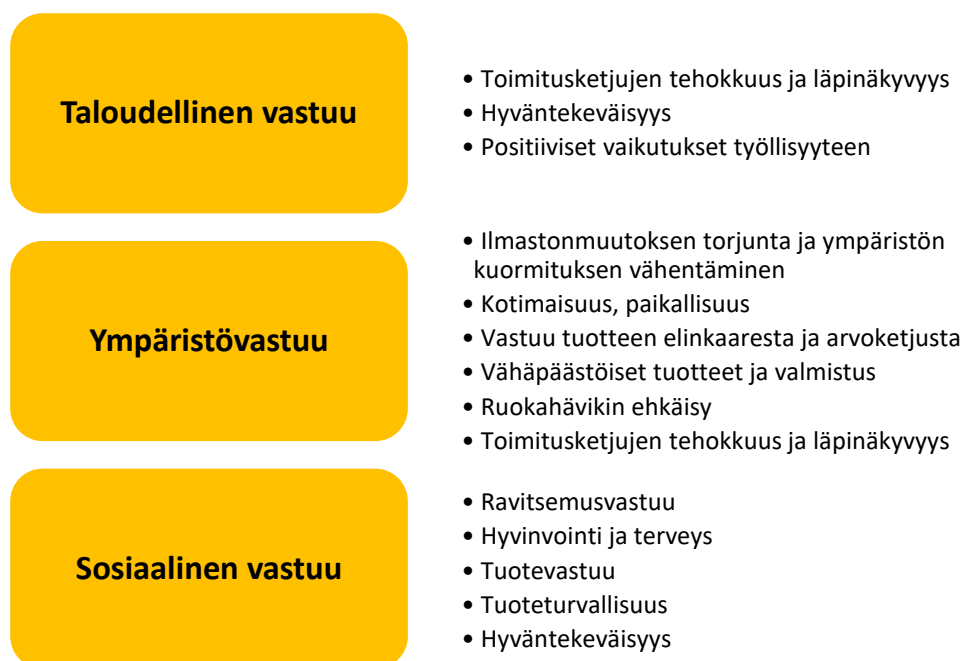 Taloudellinen vastuu
• Toimitusketjujen tehokkuus ja läpinäkyvyys
• Hyväntekeväisyys
• Positiiviset vaikutukset työllisyyteen
Ympäristövastuu
• Ilmastonmuutoksen torjunta ja ympäristön
kuormituksen vähentäminen
• Kotimaisuus, paikallisuus
• Vastuu tuotteen elinkaaresta ja arvoketjusta
• Vähäpäästöiset tuotteet ja valmistus
• Ruokahävikin ehkäisy
• Toimitusketjujen tehokkuus ja läpinäkyvyys
Sosiaalinen vastuu
• Ravitsemusvastuu
• Hyvinvointi ja terveys
• Tuotevastuu
• Tuoteturvallisuus
• Hyväntekeväisyys